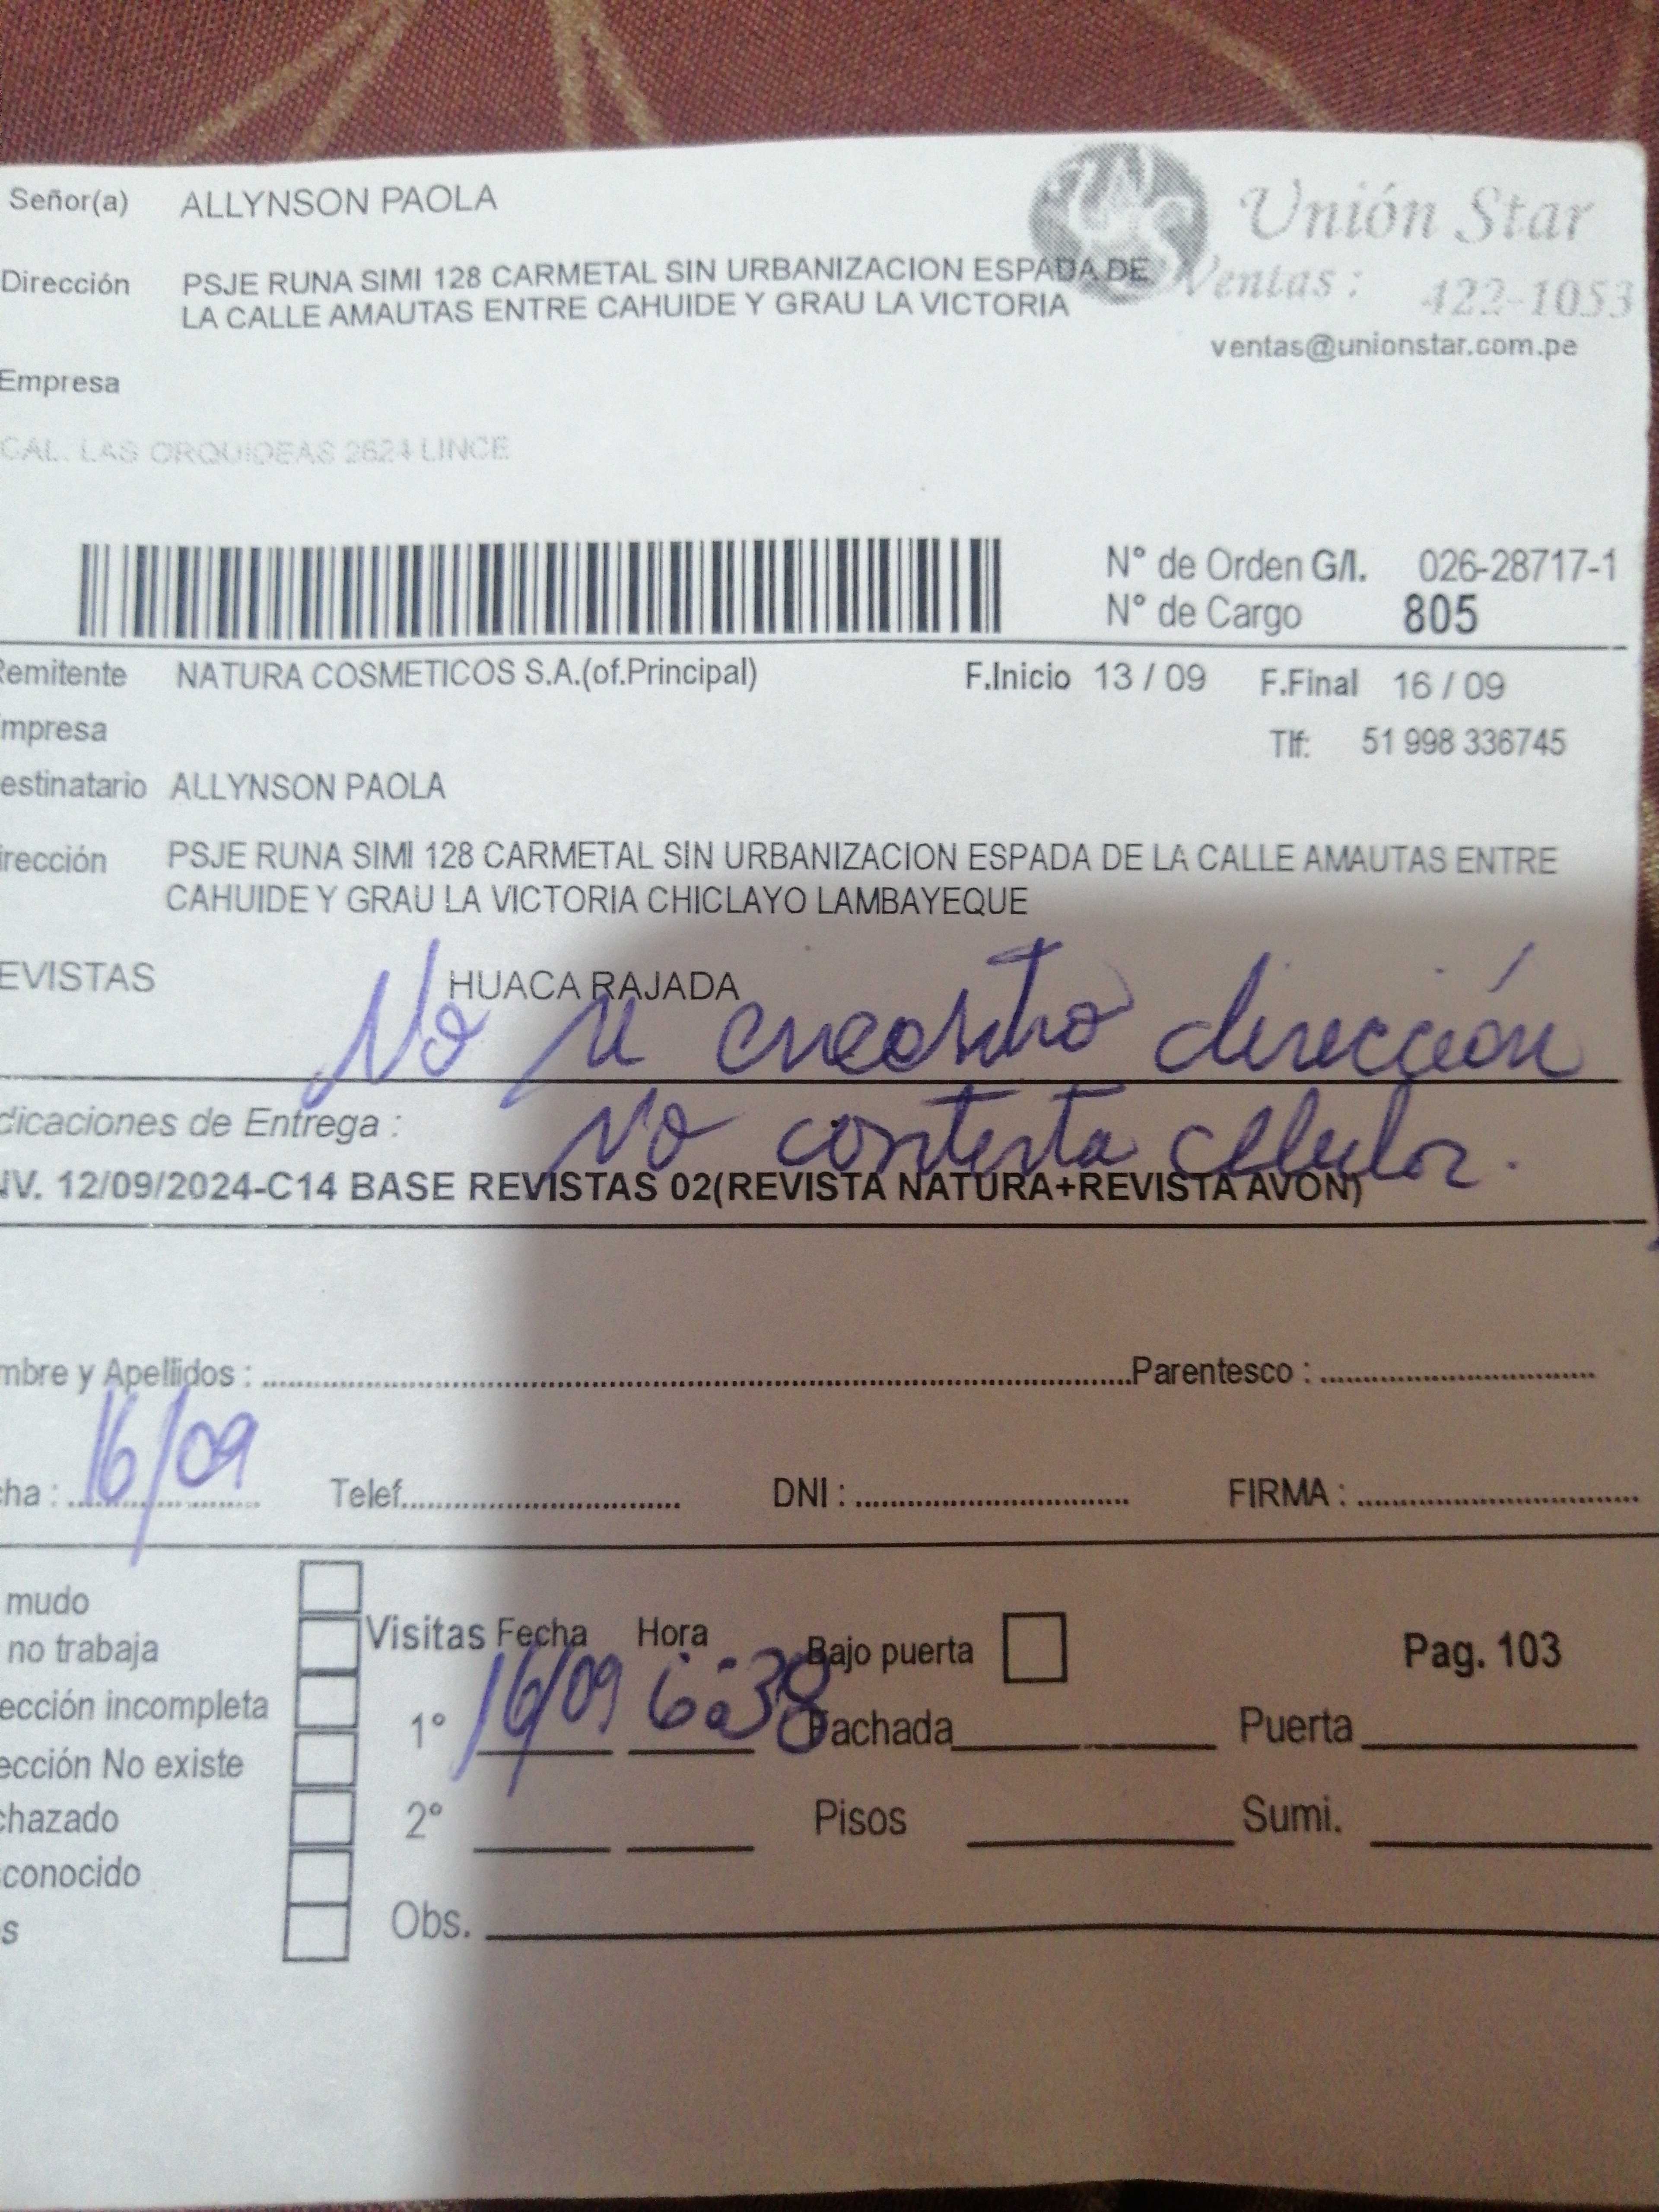 Señor(a) ALLYNSON PAOLA
Unión Star
Dirección PSJE RUNA SIMI 128 CARMETAL SIN URBANIZACION ESPADA DE
LA CALLE AMAUTAS ENTRE CAHUIDE Y GRAU LA VICTORIA
Ventas: 422-1053
ventas@unionstar.com.pe
Empresa
CAL. LAS ORQUIDEAS 2624 LINCE
N° de Orden G/I. 026-28717-1
N° de Cargo 805
Remitente NATURA COSMETICOS S.A.(of.Principal) F.Inicio 13 / 09 F.Final 16 / 09
mpresa Tlf: 51 998 336745
estinatario ALLYNSON PAOLA
irección PSJE RUNA SIMI 128 CARMETAL SIN URBANIZACION ESPADA DE LA CALLE AMAUTAS ENTRE
CAHUIDE Y GRAU LA VICTORIA CHICLAYO LAMBAYEQUE
EVISTAS HUACA RAJADA
No se encontro dirección
dicaciones de Entrega :
No contesta celular.
NV. 12/09/2024-C14 BASE REVISTAS 02(REVISTA NATURA+REVISTA AVON)
mbre y Apellidos : Parentesco :
cha : 16/09 Telef. DNI : FIRMA :
mudo
Visitas Fecha Hora Bajo puerta Pag. 103
no trabaja
ección incompleta
1° 16/09 6:38 Fachada Puerta
ección No existe
chazado 2° Pisos Sumi.
sconocido
s Obs.